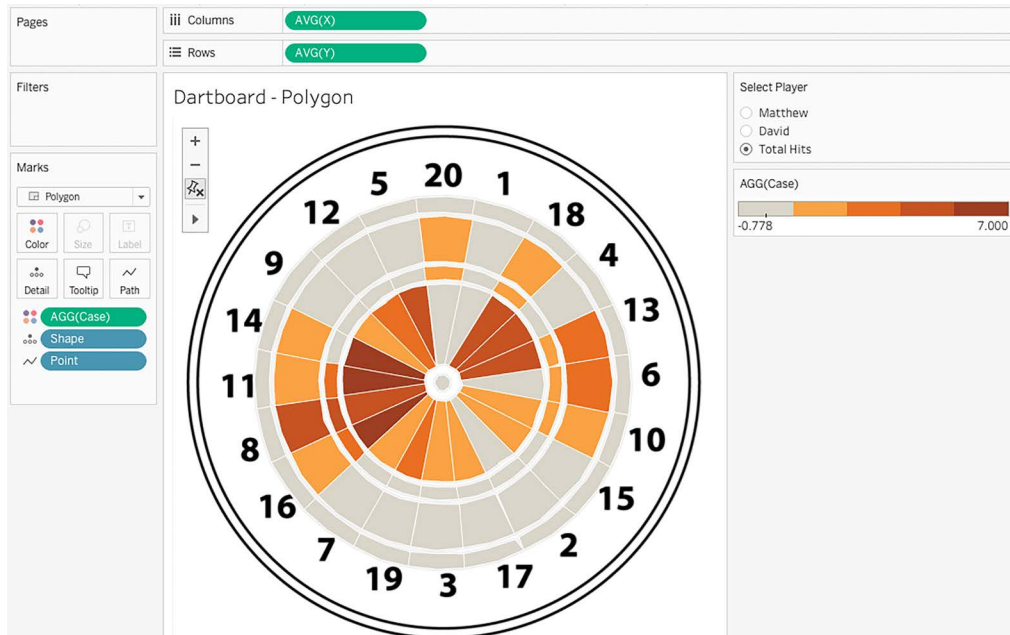 Pages
Columns
AVG(X)
Rows
AVG(Y)
Filters
Marks
Polygon
Color
Size
Label
Detail
Tooltip
Path
AGG(Case)
Shape
Point
Dartboard - Polygon
+
−
5 20 1
12 18
9 4
14 13
11 6
8 10
16 15
7 2
19 3 17
Select Player
Matthew
David
Total Hits
AGG(Case)
-0.778 7.000